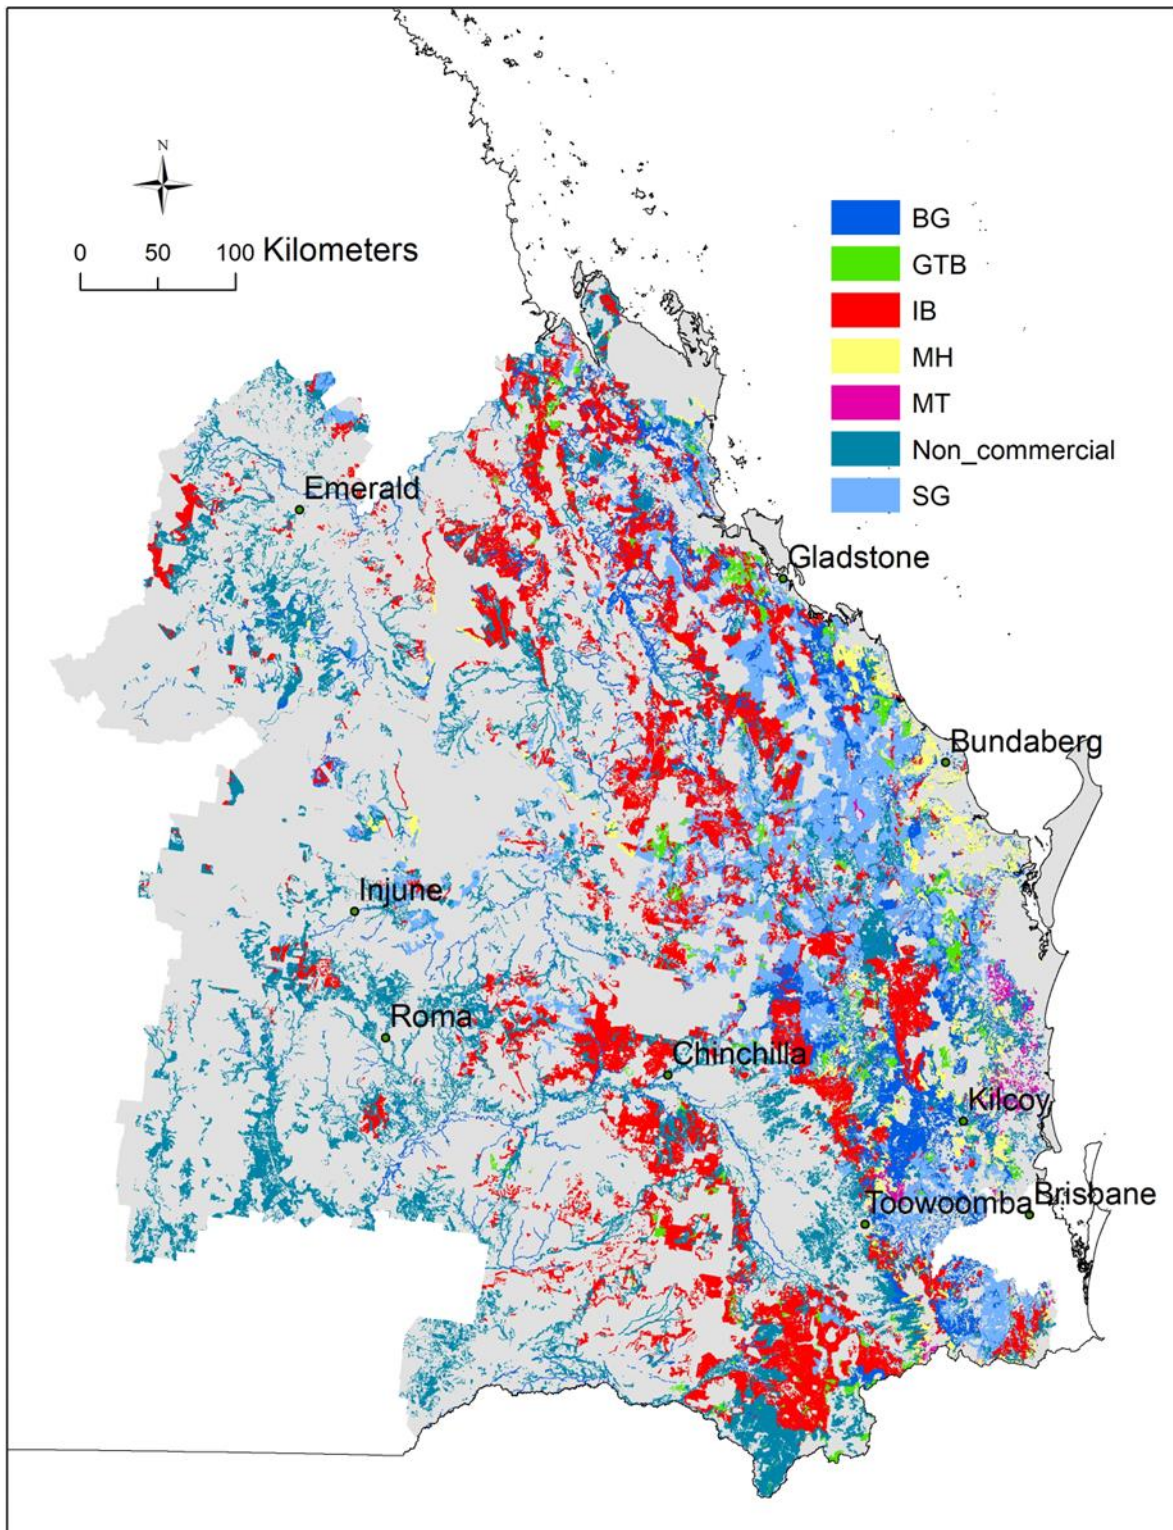 N
0 50 100 Kilometers
BG
GTB
IB
MH
MT
Non_commercial
SG
Emerald
Gladstone
Bundaberg
Injune
Roma
Chinchilla
Kilcoy
Toowoomba
Brisbane